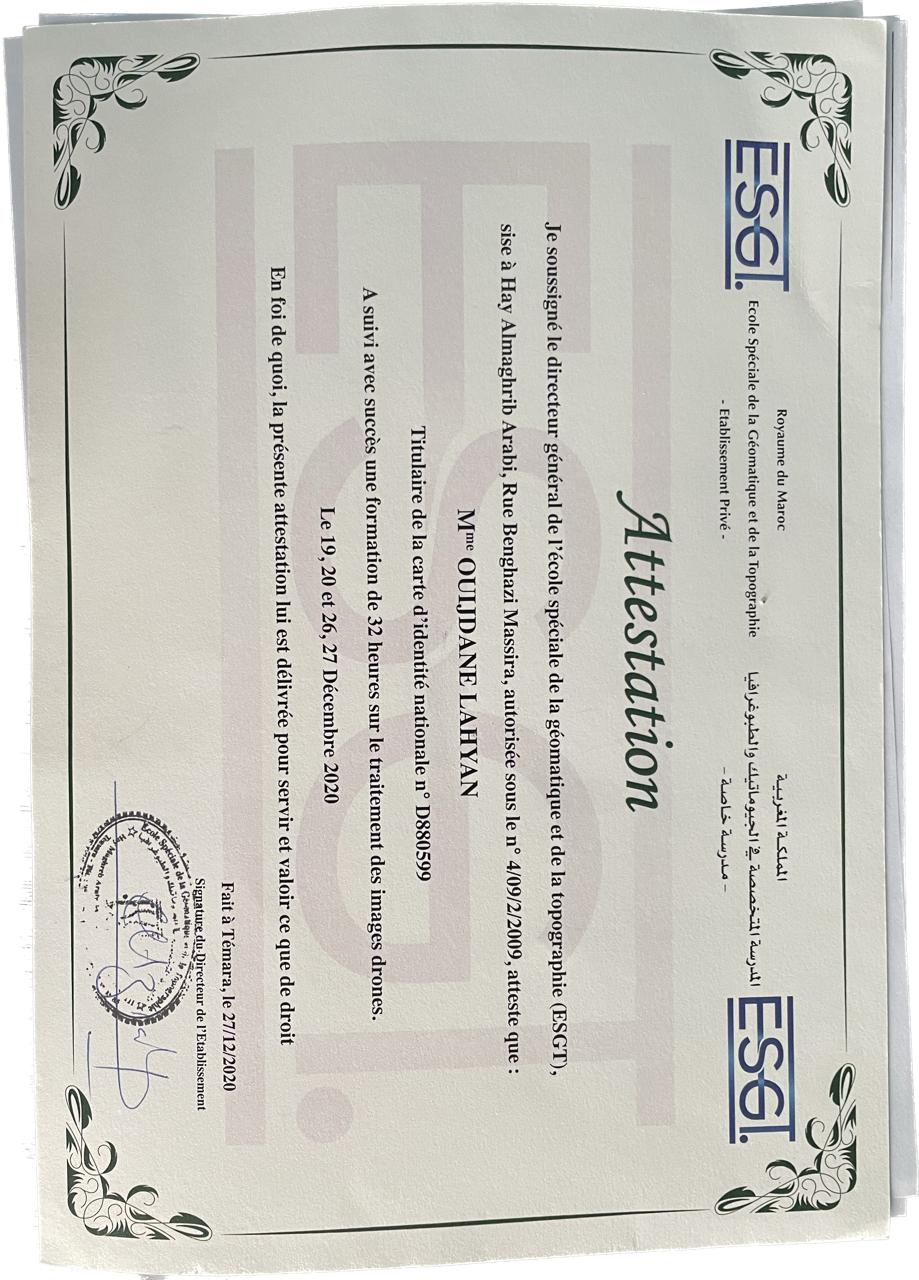 ESGT.
Royaume du Maroc
Ecole Spéciale de la Géomatique et de la Topographie
- Etablissement Privé -
المملكة المغربية
المدرسة المتخصصة في الجيوماتيك والطبوغرافيا
- مدرسة خاصة -
ESGT.
Attestation
Je soussigné le directeur général de l'école spéciale de la géomatique et de la topographie (ESGT),
sise à Hay Almaghrib Arabi, Rue Benghazi Massira, autorisée sous le n° 4/09/2/2009, atteste que :
Mme OUIJDANE LAHYAN
Titulaire de la carte d'identité nationale n° D880599
A suivi avec succès une formation de 32 heures sur le traitement des images drones.
Le 19, 20 et 26, 27 Décembre 2020
En foi de quoi, la présente attestation lui est délivrée pour servir et valoir ce que de droit
ESGT.
Fait à Témara, le 27/12/2020
Signature du Directeur de l'Etablissement
Ecole Spéciale de la Géomatique et de la Topographie
Hay Maghreb Arabi
Temara - Tél :